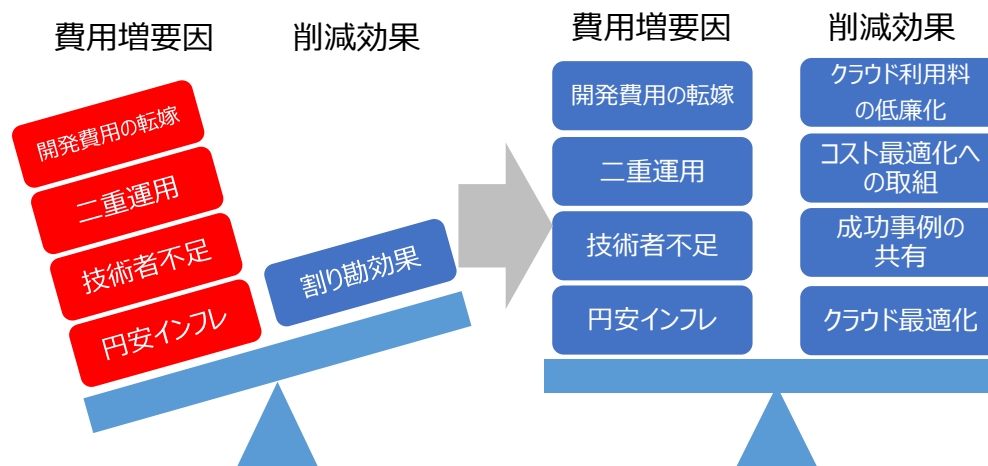 費用増要因
削減効果
開発費用の転嫁
二重運用
技術者不足
円安インフレ
割り勘効果
費用増要因
削減効果
開発費用の転嫁
二重運用
技術者不足
円安インフレ
クラウド利用料
の低廉化
コスト最適化へ
の取組
成功事例の
共有
クラウド最適化